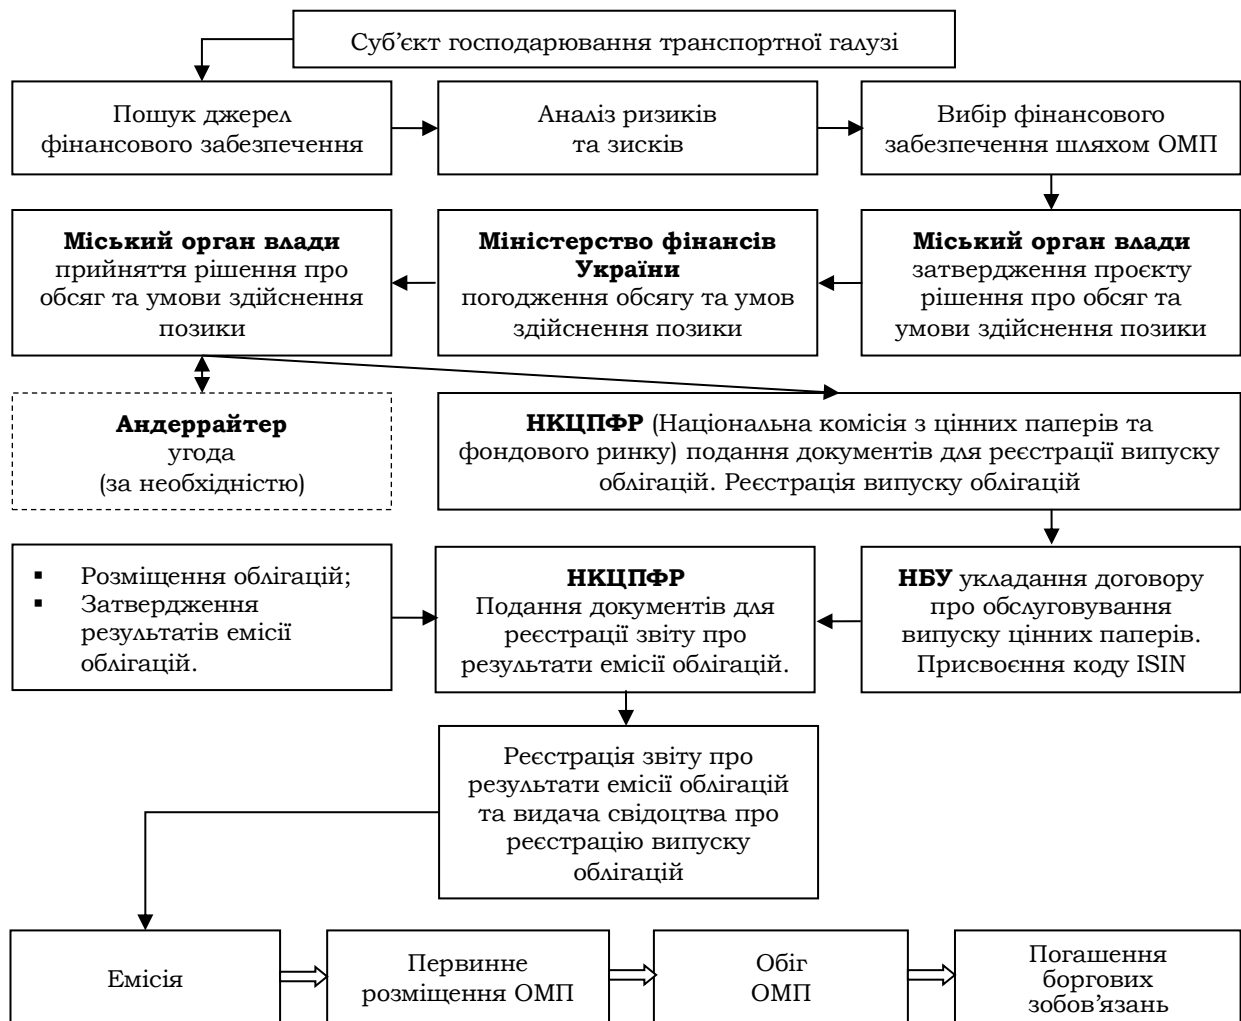 Суб’єкт господарювання транспортної галузі
Пошук джерел
фінансового забезпечення
Аналіз ризиків
та зисків
Вибір фінансового
забезпечення шляхом ОМП
Міський орган влади
прийняття рішення про
обсяг та умови здійснення
позики
Міністерство фінансів
України
погодження обсягу та умов
здійснення позики
Міський орган влади
затвердження проєкту
рішення про обсяг та
умови здійснення позики
Андеррайтер
угода
(за необхідністю)
НКЦПФР (Національна комісія з цінних паперів та
фондового ринку) подання документів для реєстрації випуску
облігацій. Реєстрація випуску облігацій
▪ Розміщення облігацій;
▪ Затвердження
результатів емісії
облігацій.
НКЦПФР
Подання документів для
реєстрації звіту про
результати емісії облігацій.
НБУ укладання договору
про обслуговування
випуску цінних паперів.
Присвоєння коду ISIN
Реєстрація звіту про
результати емісії облігацій
та видача свідоцтва про
реєстрацію випуску
облігацій
Емісія
Первинне
розміщення ОМП
Обіг
ОМП
Погашення
боргових
зобов’язань